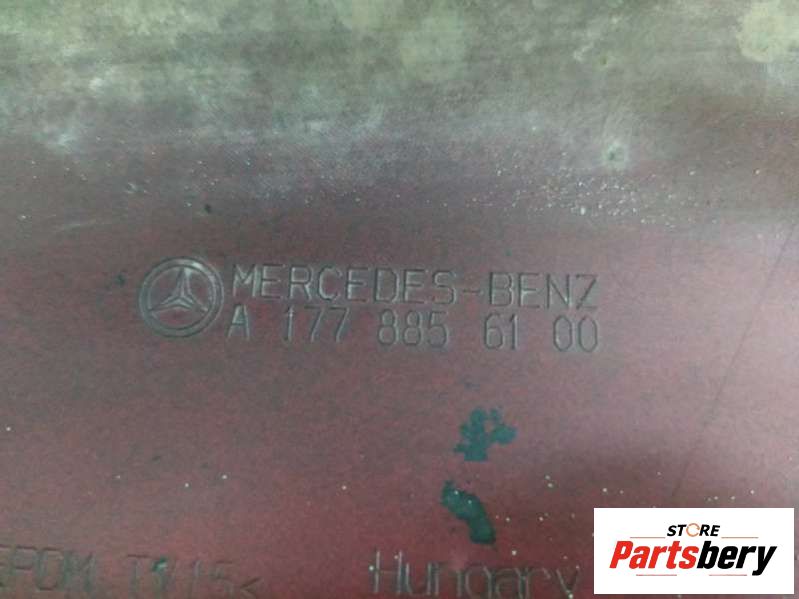 MERCEDES-BENZ
A 177 885 61 00
Hungary
STORE
Partsbery